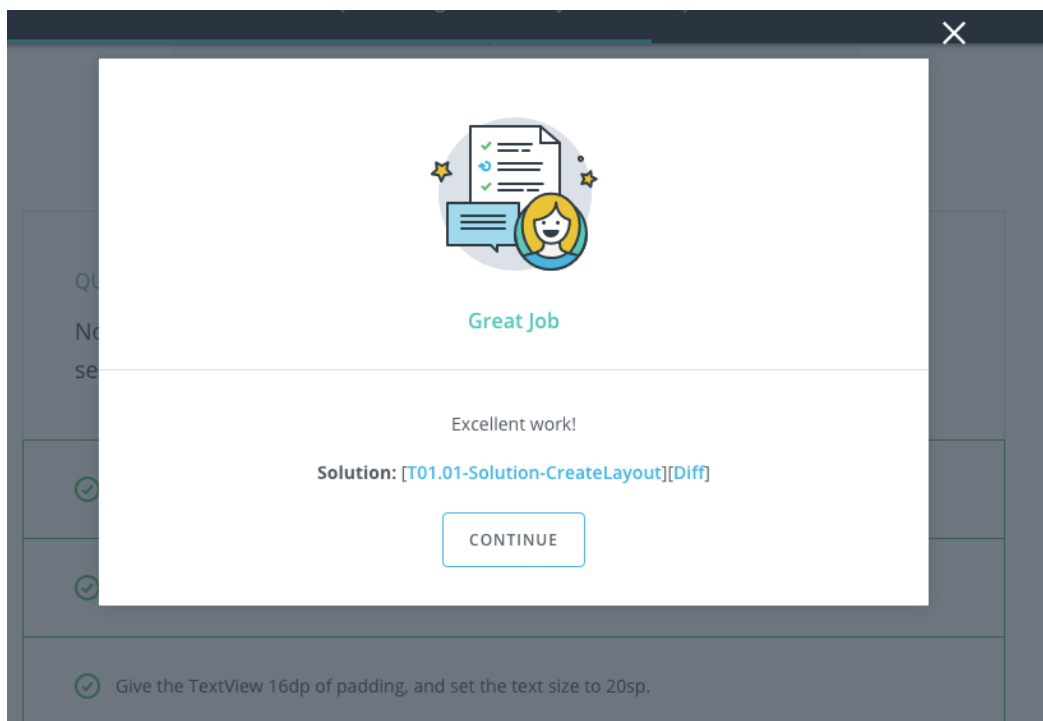 Great Job
Excellent work!
Solution: [T01.01-Solution-CreateLayout][Diff]
CONTINUE
Give the TextView 16dp of padding, and set the text size to 20sp.